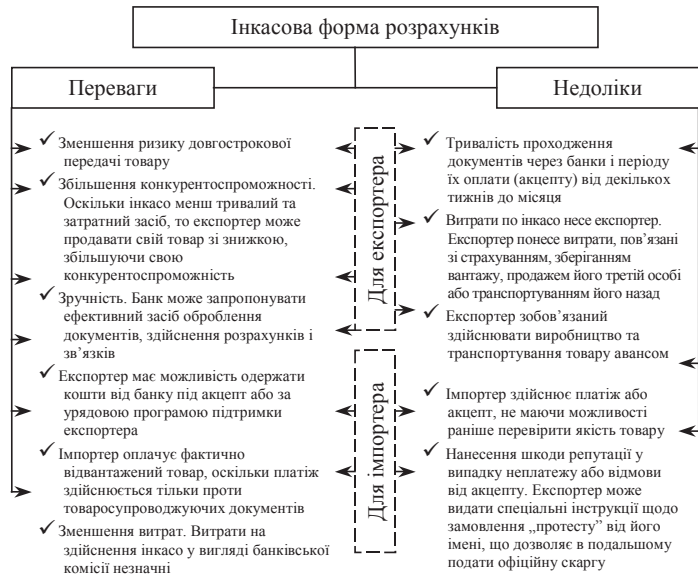 Інкасова форма розрахунків
Переваги
Недоліки
Зменшення ризику довгострокової
передачі товару
Збільшення конкурентоспроможності.
Оскільки інкасо менш тривалий та
затратний засіб, то експортер може
продавати свій товар зі знижкою,
збільшуючи свою
конкурентоспроможність
Зручність. Банк може запропонувати
ефективний засіб оброблення
документів, здійснення розрахунків і
зв’язків
Експортер має можливість одержати
кошти від банку під акцепт або за
урядовою програмою підтримки
експортера
Імпортер оплачує фактично
відвантажений товар, оскільки платіж
здійснюється тільки проти
товаросупроводжуючих документів
Зменшення витрат. Витрати на
здійснення інкасо у вигляді банківської
комісії незначні
Для експортера
Для імпортера
Тривалість проходження
документів через банки і періоду
їх оплати (акцепту) від декількох
тижнів до місяця
Витрати по інкасо несе експортер.
Експортер понесе витрати, пов’язані
зі страхуванням, зберіганням
вантажу, продажем його третій особі
або транспортуванням його назад
Експортер зобов’язаний
здійснювати виробництво та
транспортування товару авансом
Імпортер здійснює платіж або
акцепт, не маючи можливості
раніше перевірити якість товару
Нанесення шкоди репутації у
випадку неплатежу або відмови
від акцепту. Експортер може
видати спеціальні інструкції щодо
замовлення „протесту” від його
імені, що дозволяє в подальшому
подати офіційну скаргу